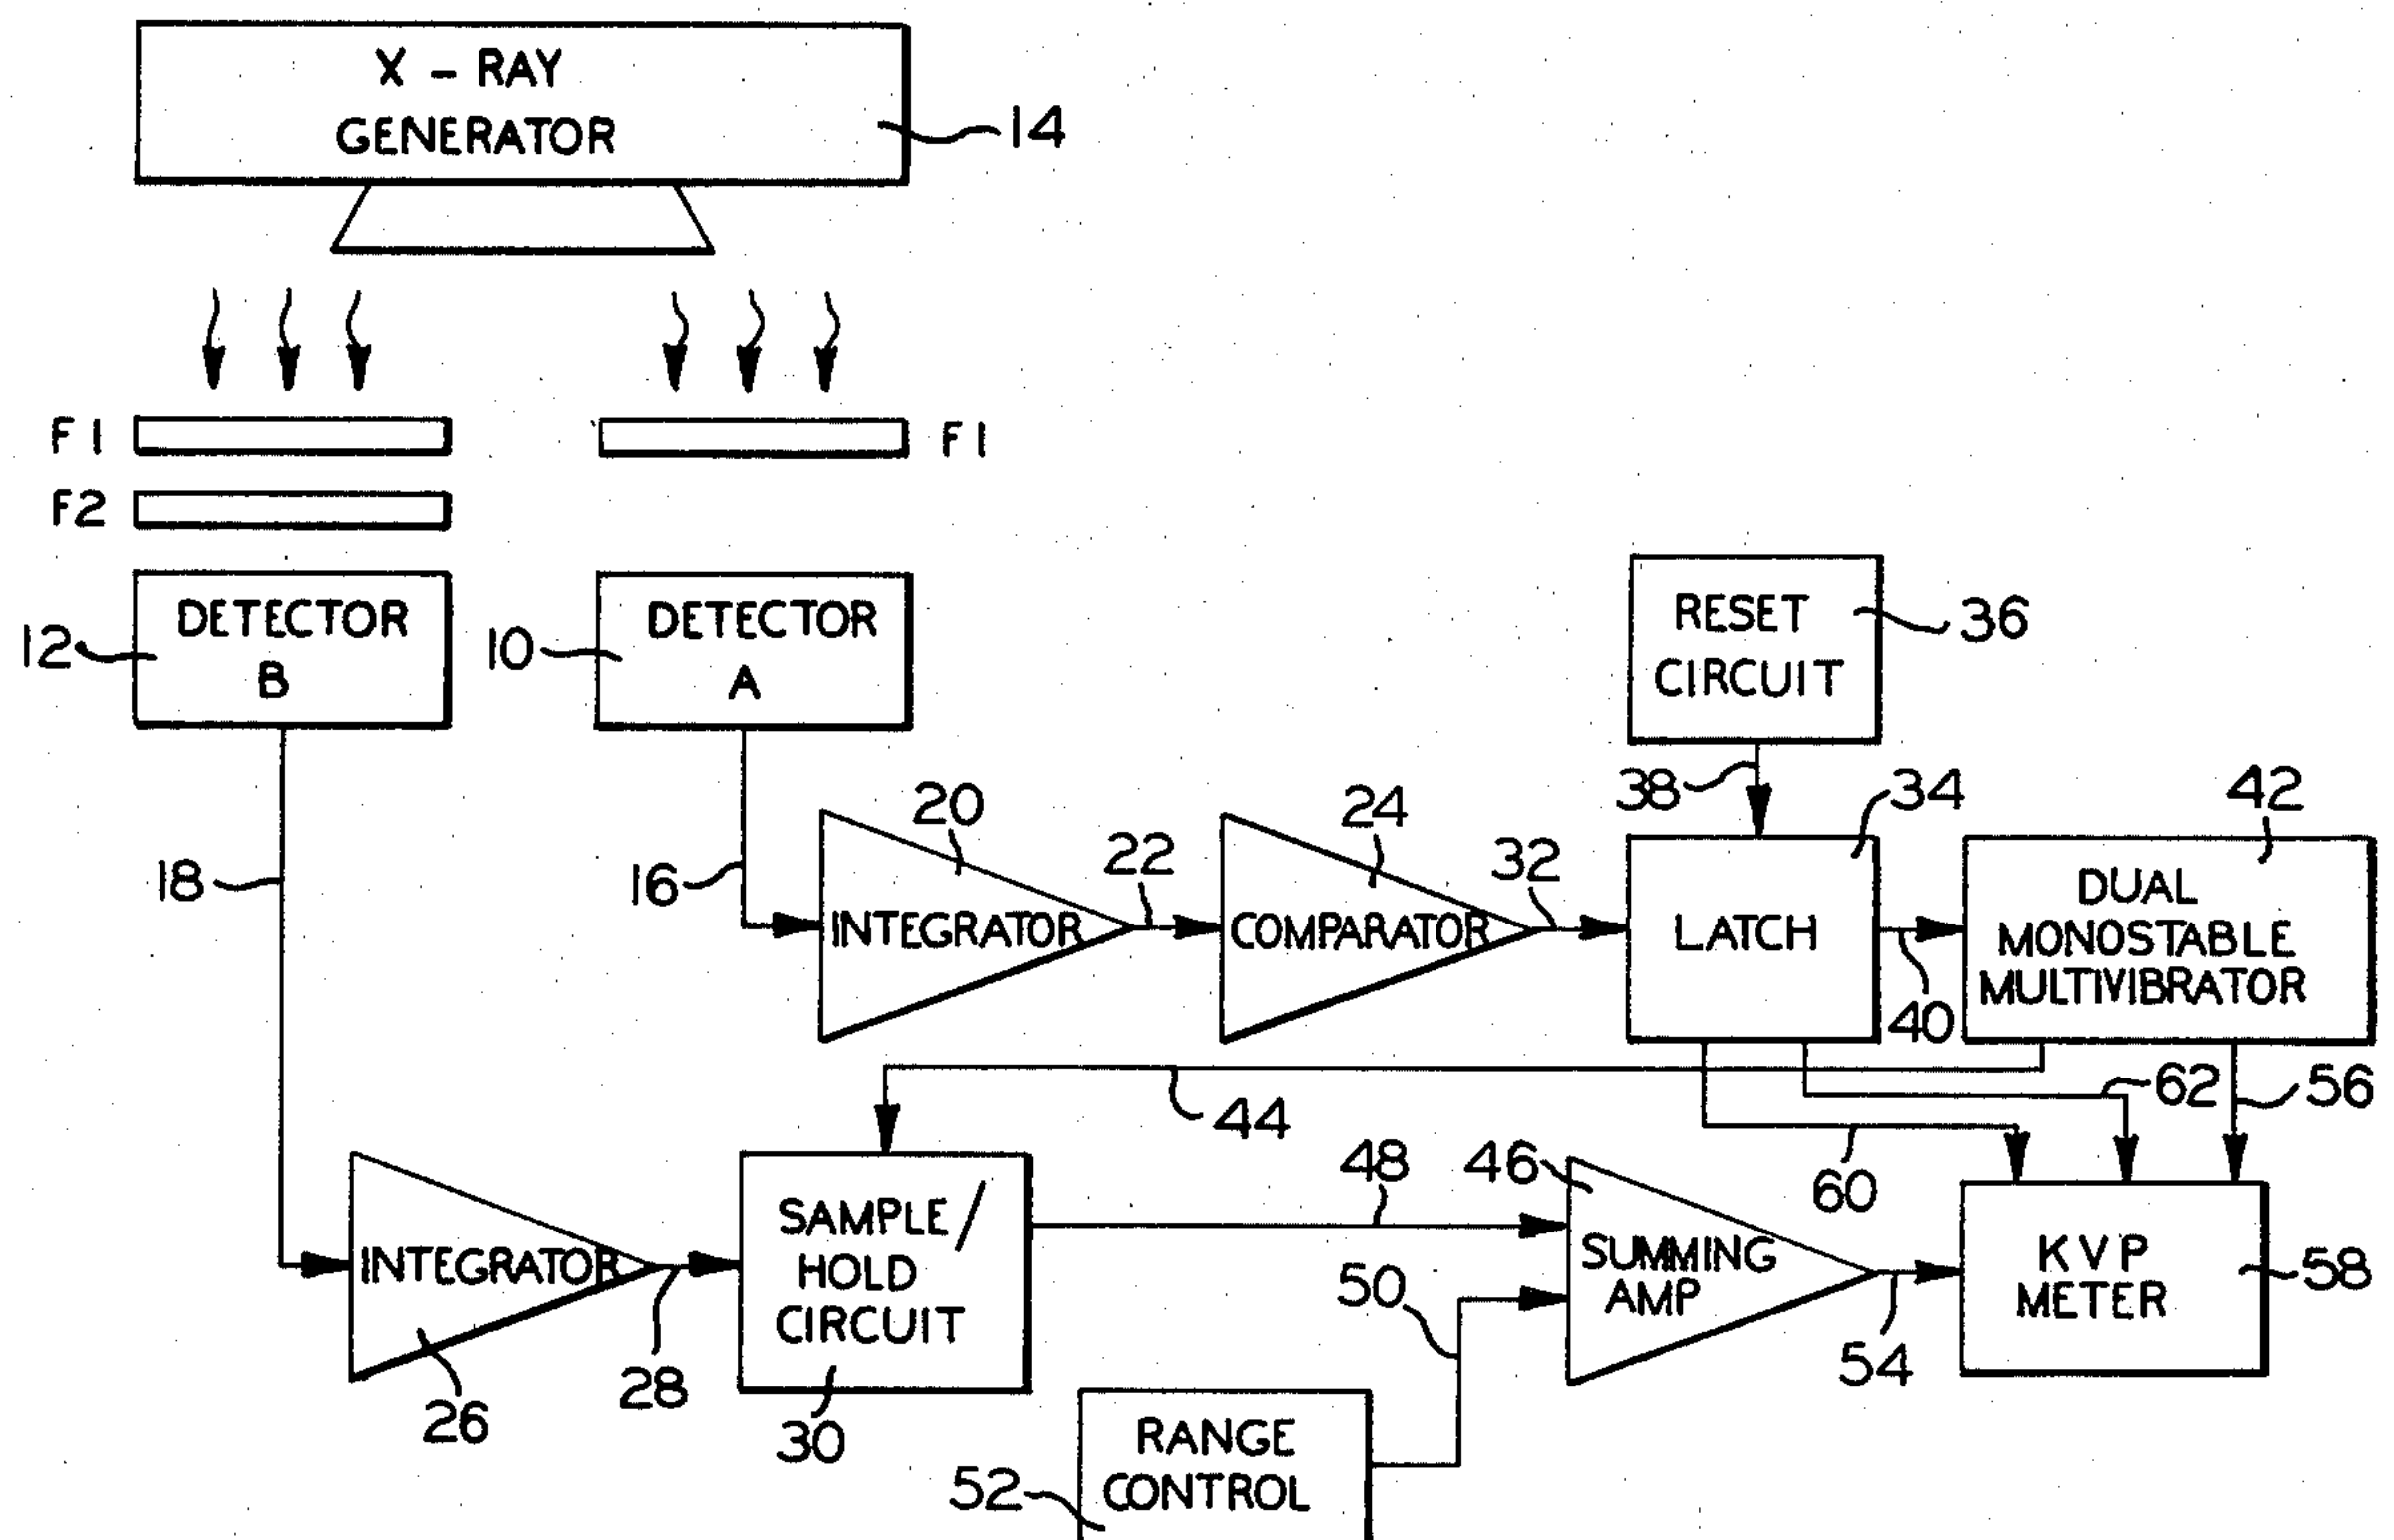 X - RAY
GENERATOR
14
F1
F1
F2
DETECTOR
B
12
DETECTOR
A
10
RESET
CIRCUIT
36
38
34
42
20
22
24
32
18
16
INTEGRATOR
COMPARATOR
LATCH
DUAL
MONOSTABLE
MULTIVIBRATOR
40
44
62
56
60
48
46
INTEGRATOR
26
28
SAMPLE/
HOLD
CIRCUIT
30
50
SUMMING
AMP
54
KVP
METER
58
RANGE
CONTROL
52